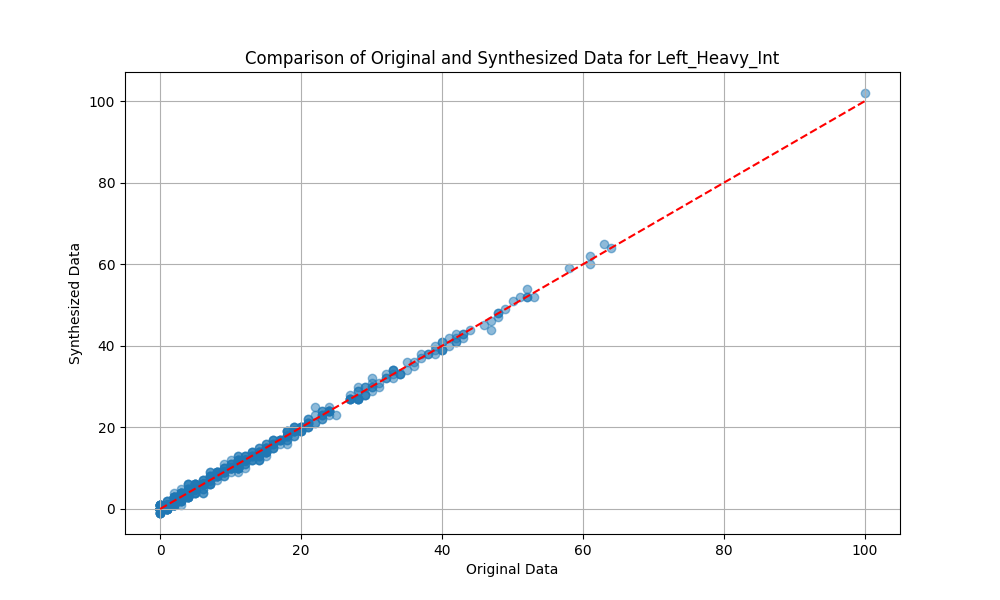 Comparison of Original and Synthesized Data for Left_Heavy_Int
Synthesized Data
100
80
60
40
20
0
0 20 40 60 80 100
Original Data